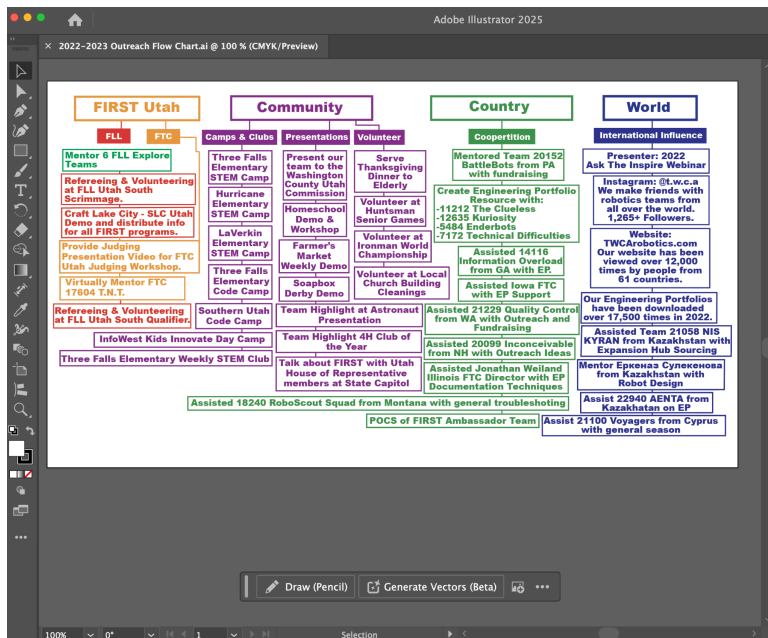 Adobe Illustrator 2025
× 2022-2023 Outreach Flow Chart.ai @ 100 % (CMYK/Preview)
FIRST Utah
FLL
FTC
Mentor 6 FLL Explore
Teams
Refereeing & Volunteering
at FLL Utah South
Scrimmage.
Craft Lake City - SLC Utah
Demo and distribute info
for all FIRST programs.
Provide Judging
Presentation Video for FTC
Utah Judging Workshop.
Virtually Mentor FTC
17604 T.N.T.
Refereeing & Volunteering
at FLL Utah South Qualifier.
Community
Camps & Clubs
Three Falls
Elementary
STEM Camp
Hurricane
Elementary
STEM Camp
LaVerkin
Elementary
STEM Camp
Three Falls
Elementary
Code Camp
Southern Utah
Code Camp
InfoWest Kids Innovate Day Camp
Three Falls Elementary Weekly STEM Club
Presentations
Present our
team to the
Washington
County Utah
Commission
Homeschool
Demo &
Workshop
Farmer's
Market
Weekly Demo
Soapbox
Derby Demo
Team Highlight at Astronaut
Presentation
Team Highlight 4H Club of
the Year
Talk about FIRST with Utah
House of Representative
members at State Capitol
Volunteer
Serve
Thanksgiving
Dinner to
Elderly
Volunteer at
Huntsman
Senior Games
Volunteer at
Ironman World
Championship
Volunteer at Local
Church Building
Cleanings
Country
Coopertition
Mentored Team 20152
BattleBots from PA
with fundraising
Create Engineering Portfolio
Resource with:
-11212 The Clueless
-12635 Kuriosity
-5484 Enderbots
-7172 Technical Difficulties
Assisted 14116
Information Overload
from GA with EP.
Assisted Iowa FTC
with EP Support
Assisted 21229 Quality Control
from WA with Outreach and
Fundraising
Assisted 20099 Inconceivable
from NH with Outreach Ideas
Assisted Jonathan Weiland
Illinois FTC Director with EP
Documentation Techniques
Assisted 18240 RoboScout Squad from Montana with general troubleshoting
POCS of FIRST Ambassador Team
World
International Influence
Presenter: 2022
Ask The Inspire Webinar
Instagram: @t.w.c.a
We make friends with
robotics teams from
all over the world.
1,265+ Followers.
Website:
TWCArobotics.com
Our website has been
viewed over 12,000
times by people from
61 countries.
Our Engineering Portfolios
have been downloaded
over 17,500 times in 2022.
Assisted Team 21058 NIS
KYRAN from Kazakhstan with
Expansion Hub Sourcing
Mentor Еркеназ Сулекенова
from Kazakhstan with
Robot Design
Assist 22940 AENTA from
Kazakhatan on EP
Assist 21100 Voyagers from Cyprus
with general season
Draw (Pencil)
Generate Vectors (Beta)
100%
0°
1
Selection